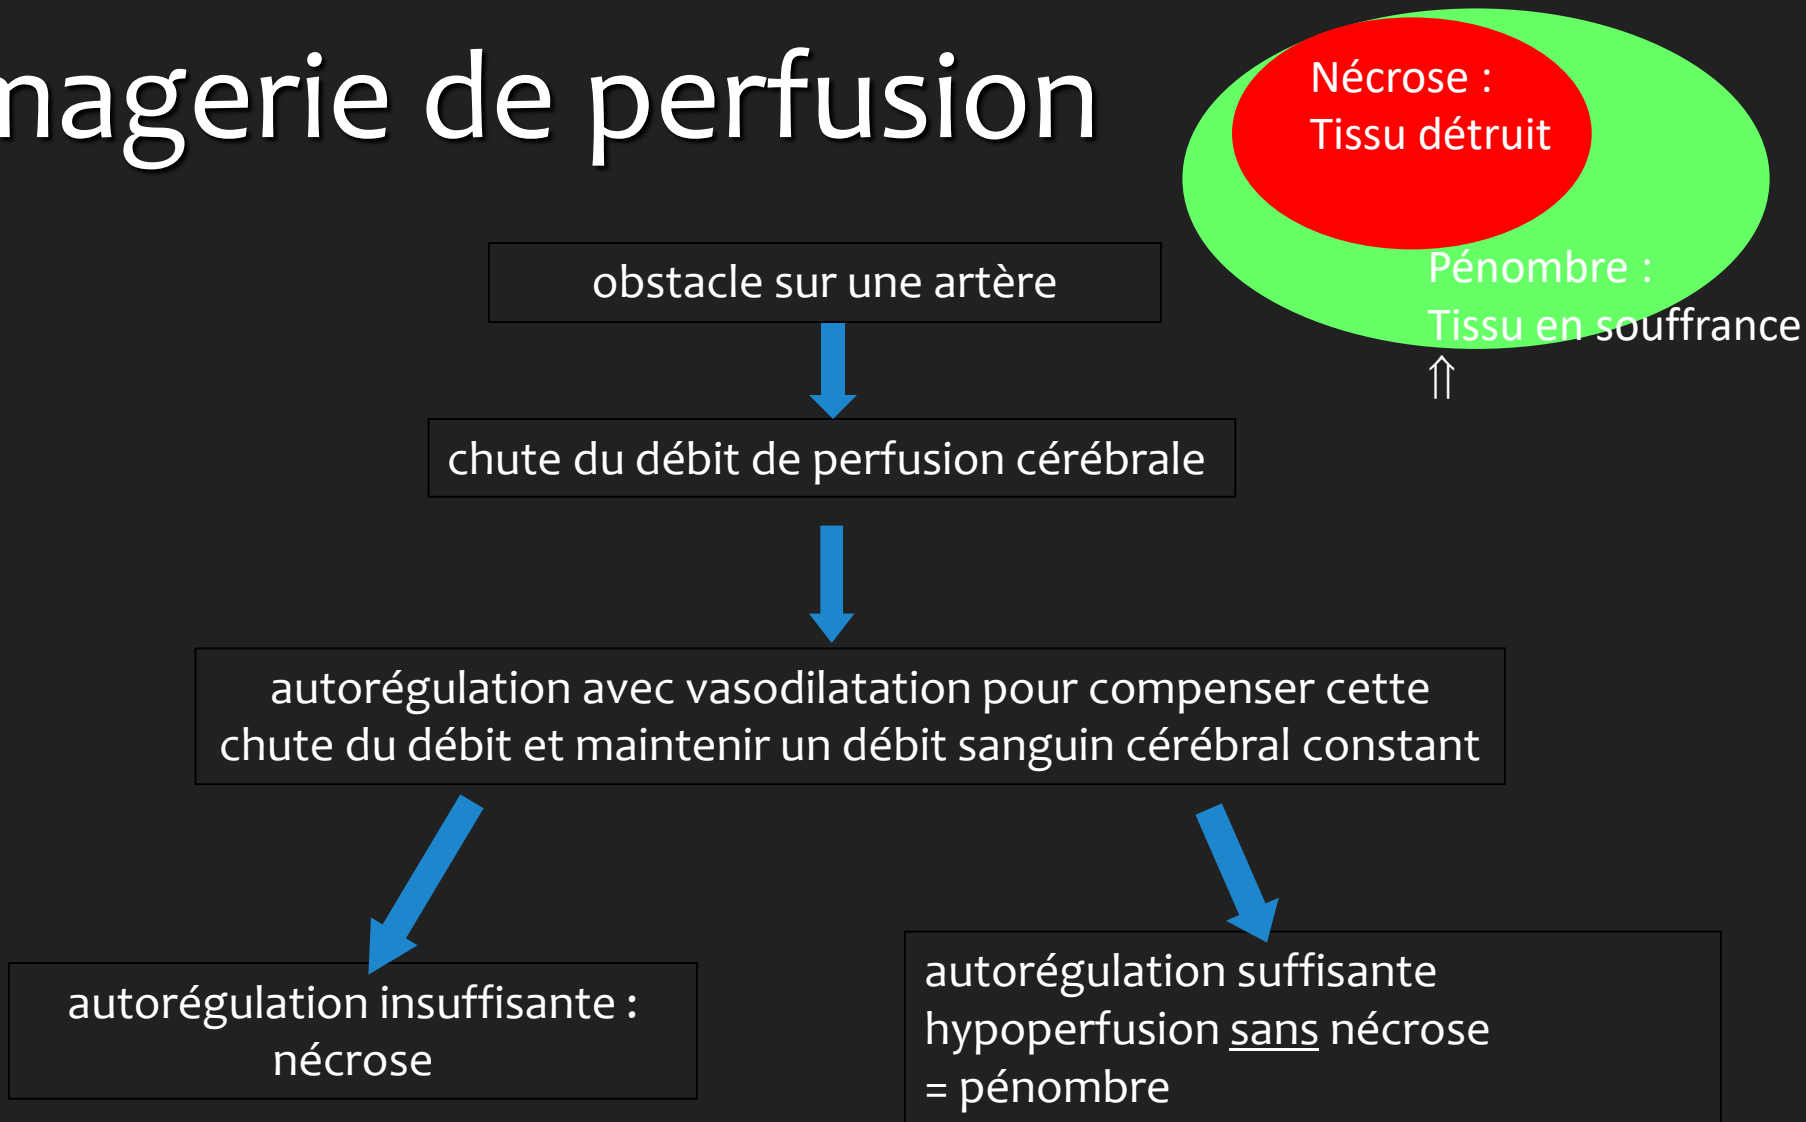 magerie de perfusion
Nécrose :
Tissu détruit
Pénombre :
Tissu en souffrance
⇑
obstacle sur une artère
chute du débit de perfusion cérébrale
autorégulation avec vasodilatation pour compenser cette
chute du débit et maintenir un débit sanguin cérébral constant
autorégulation insuffisante :
nécrose
autorégulation suffisante
hypoperfusion sans nécrose
= pénombre